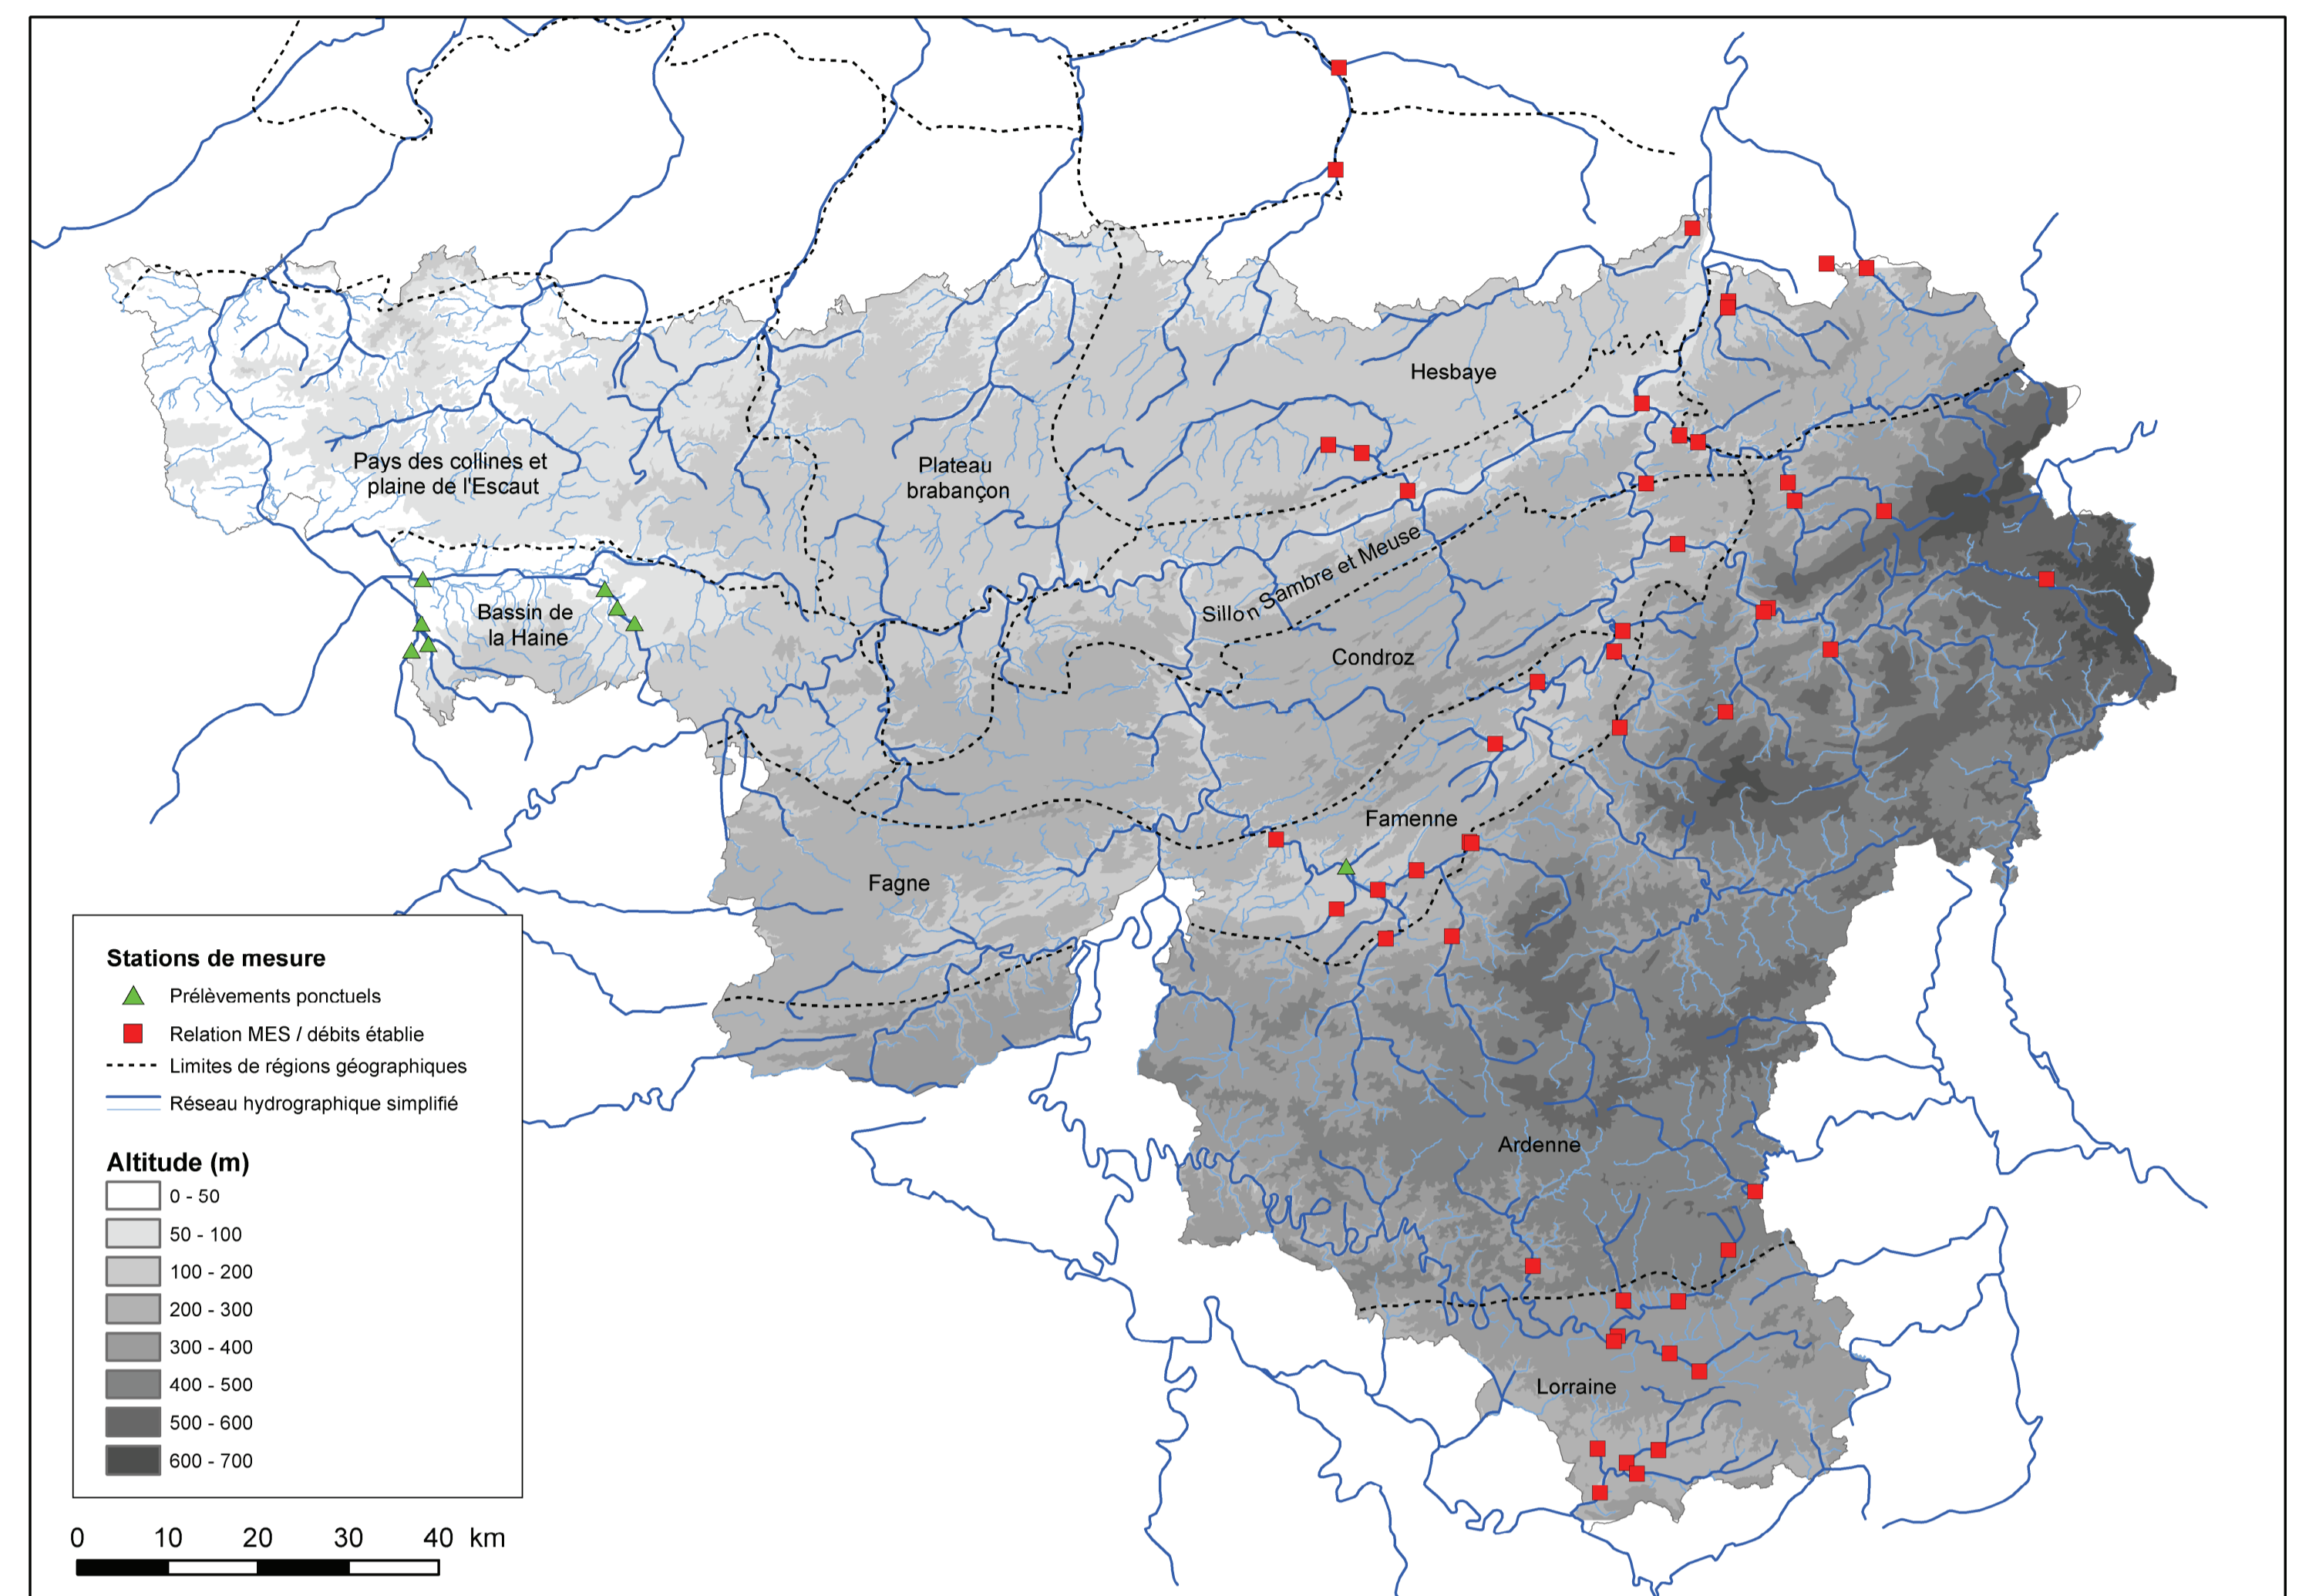 Hesbaye
Pays des collines et
plaine de l'Escaut
Plateau
brabançon
Sillon Sambre et Meuse
Bassin de
la Haine
Condroz
Famenne
Fagne
Ardenne
Lorraine
Stations de mesure
Prélèvements ponctuels
Relation MES / débits établie
Limites de régions géographiques
Réseau hydrographique simplifié
Altitude (m)
0 - 50
50 - 100
100 - 200
200 - 300
300 - 400
400 - 500
500 - 600
600 - 700
0 10 20 30 40 km